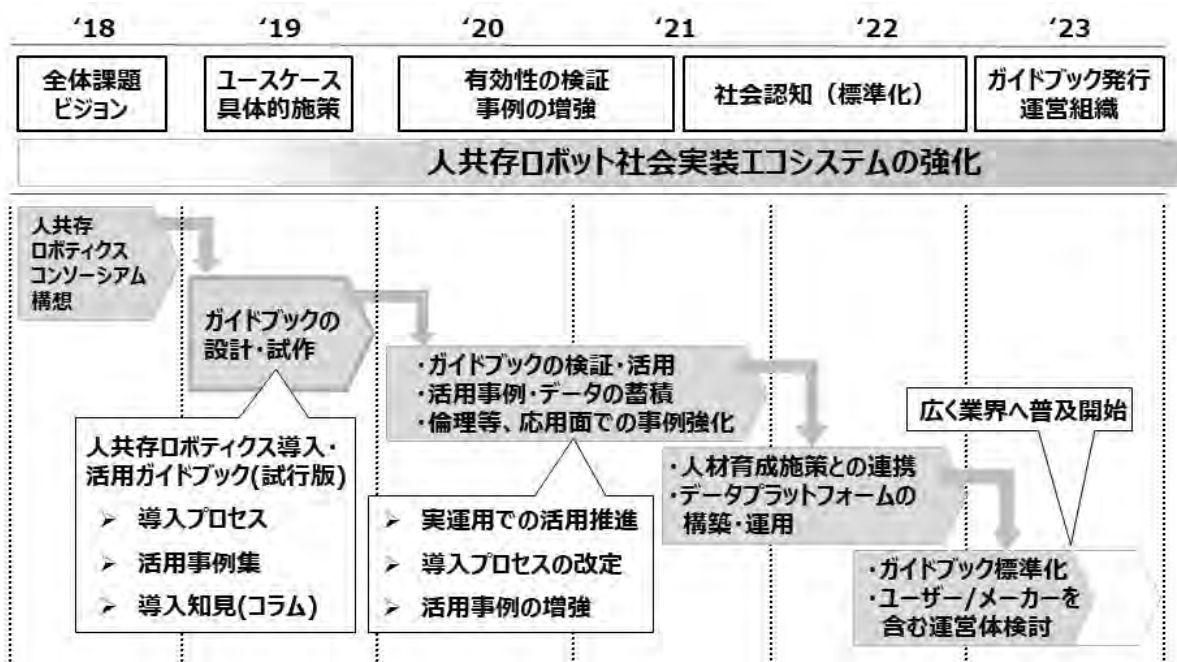 ‘18
‘19
‘20
‘21
‘22
‘23
全体課題
ビジョン
ユースケース
具体的施策
有効性の検証
事例の増強
社会認知（標準化）
ガイドブック発行
運営組織
人共存ロボット社会実装エコシステムの強化
人共存
ロボティクス
コンソーシアム
構想
ガイドブックの
設計・試作
・ガイドブックの検証・活用
・活用事例・データの蓄積
・倫理等、応用面での事例強化
広く業界へ普及開始
人共存ロボティクス導入・
活用ガイドブック(試行版)
➢ 導入プロセス
➢ 活用事例集
➢ 導入知見(コラム)
➢ 実運用での活用推進
➢ 導入プロセスの改定
➢ 活用事例の増強
・人材育成施策との連携
・データプラットフォームの
構築・運用
・ガイドブック標準化
・ユーザー/メーカーを
含む運営体検討